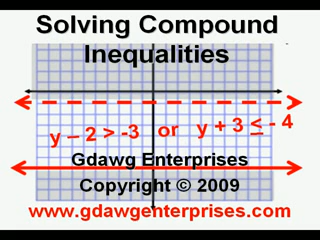 Solving Compound
Inequalities
y – 2 > -3 or y + 3 ≤ - 4
Gdawg Enterprises
Copyright © 2009
www.gdawgenterprises.com